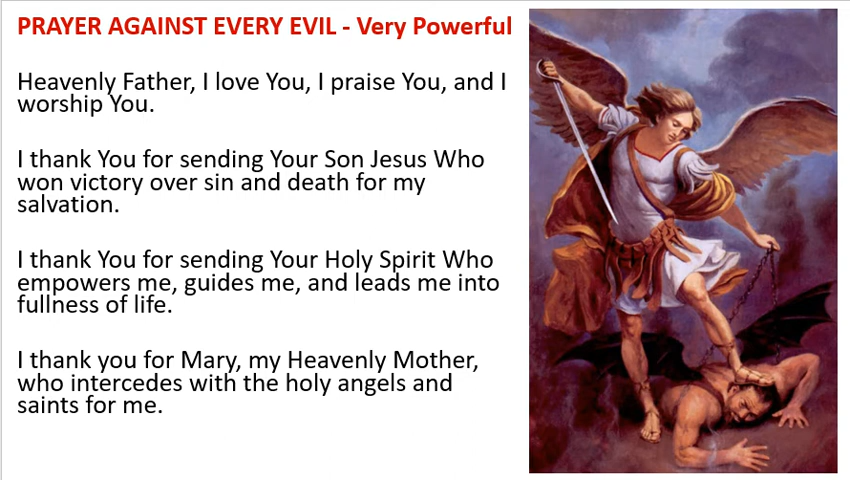 PRAYER AGAINST EVERY EVIL - Very Powerful
Heavenly Father, I love You, I praise You, and I
worship You.
I thank You for sending Your Son Jesus Who
won victory over sin and death for my
salvation.
I thank You for sending Your Holy Spirit Who
empowers me, guides me, and leads me into
fullness of life.
I thank you for Mary, my Heavenly Mother,
who intercedes with the holy angels and
saints for me.